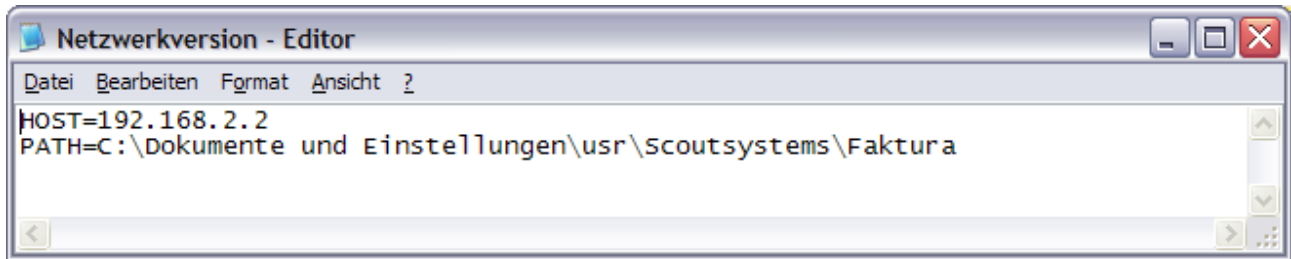 Netzwerkversion - Editor
Datei Bearbeiten Format Ansicht ?
HOST=192.168.2.2
PATH=C:\Dokumente und Einstellungen\usr\Scoutsystems\Faktura